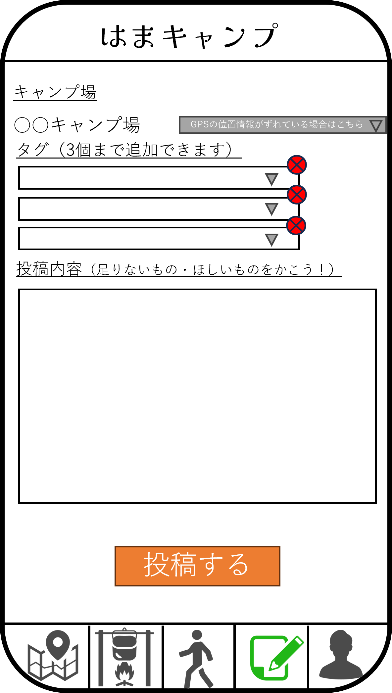 はまキャンプ
キャンプ場
○○キャンプ場
GPSの位置情報がずれている場合はこちら
タグ（3個まで追加できます）
投稿内容（足りないもの・ほしいものをかこう！）
投稿する